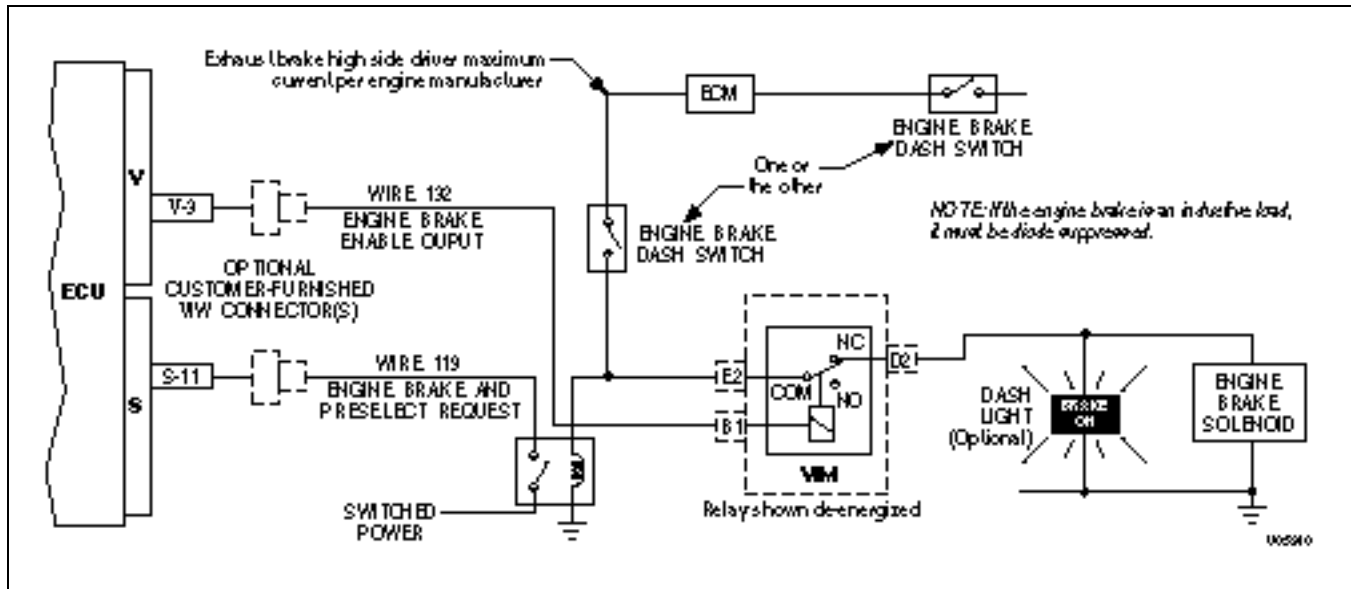 Exhaust brake high side driver maximum
current per engine manufacturer
ECM
ENGINE BRAKE
DASH SWITCH
One or
the other
V
V-3
WIRE 132
ENGINE BRAKE
ENABLE OUPUT
ENGINE BRAKE
DASH SWITCH
NOTE: If the engine brake is an inductive load,
it must be diode suppressed.
ECU
OPTIONAL
CUSTOMER-FURNISHED
VIW CONNECTOR(S)
S
S-11
WIRE 119
ENGINE BRAKE AND
PRESELECT REQUEST
SWITCHED
POWER
E2
B1
COM
NC
NO
D2
VIM
Relay shown de-energized
DASH
LIGHT
(Optional)
BRAKE
ON
ENGINE
BRAKE
SOLENOID